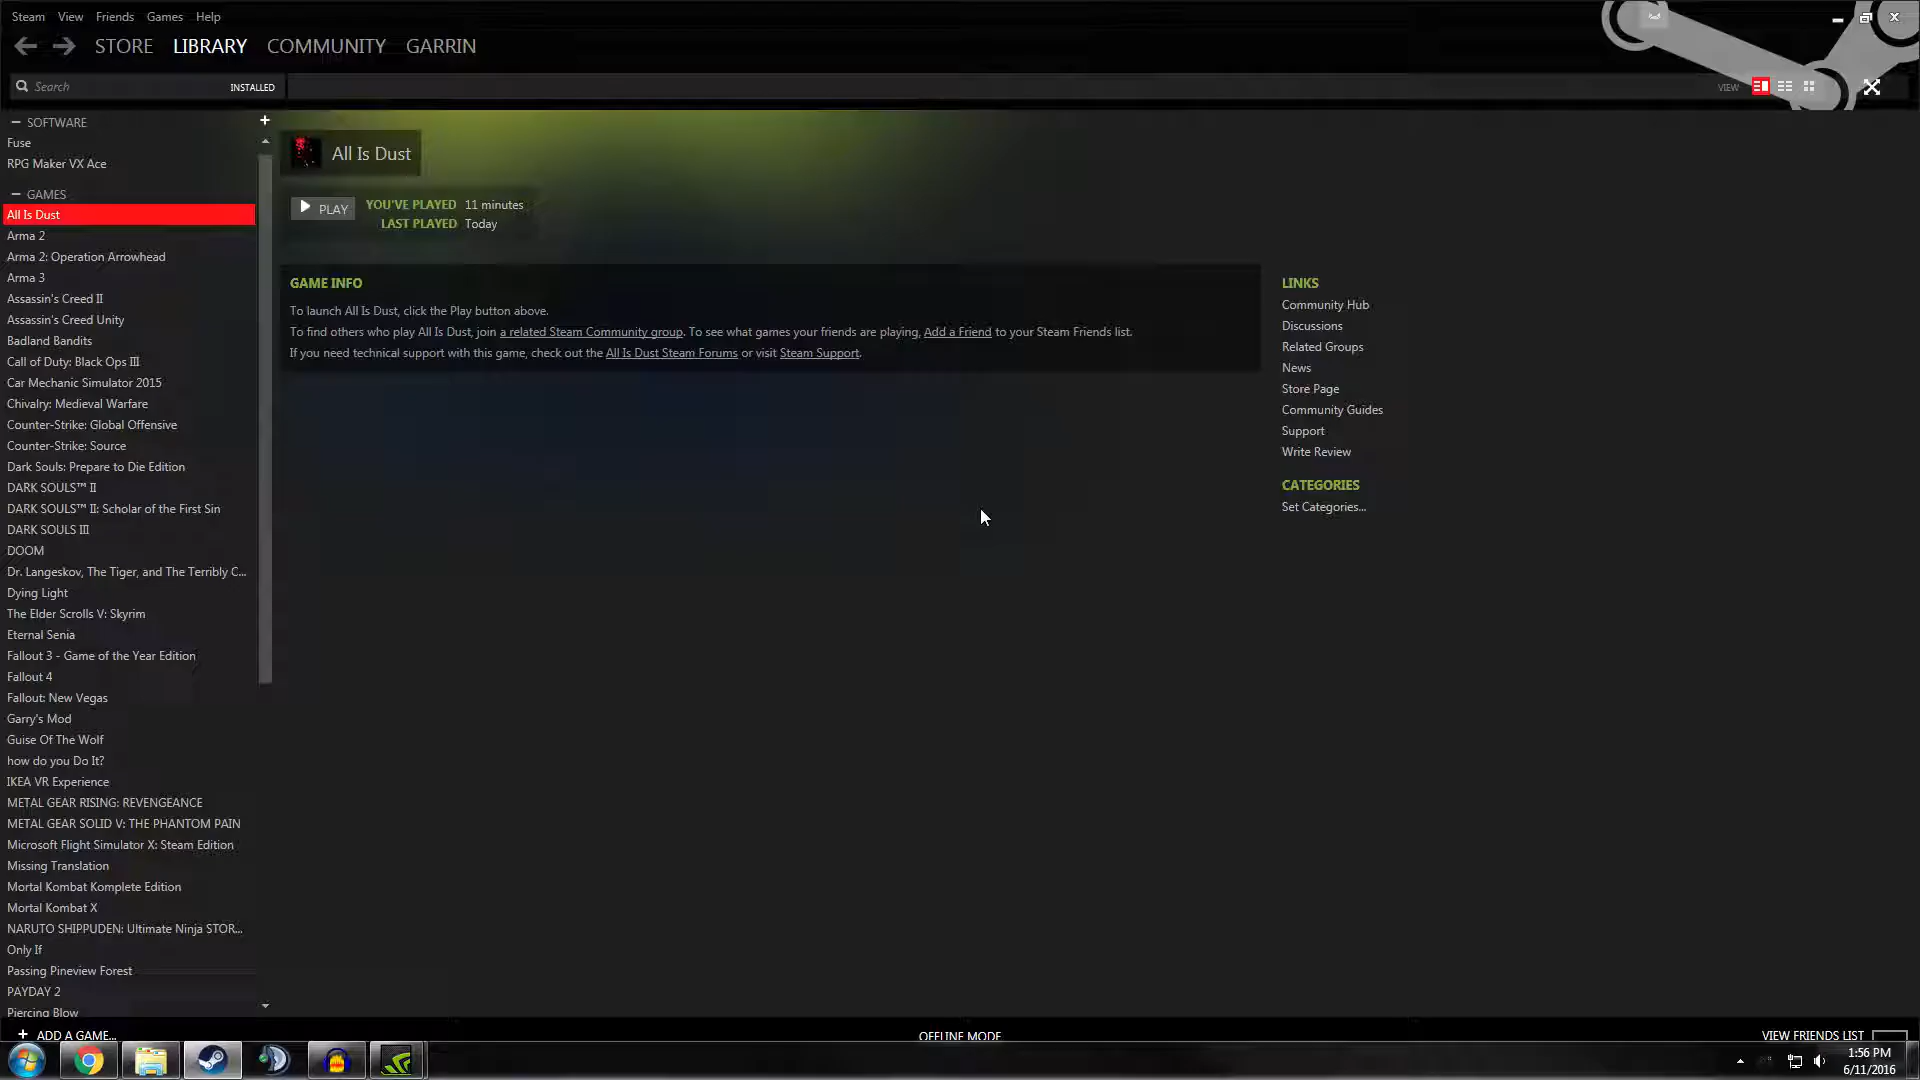 Steam View Friends Games Help
STORE LIBRARY COMMUNITY GARRIN
Search INSTALLED VIEW
SOFTWARE
Fuse
RPG Maker VX Ace
GAMES
All Is Dust
Arma 2
Arma 2: Operation Arrowhead
Arma 3
Assassin's Creed II
Assassin's Creed Unity
Badland Bandits
Call of Duty: Black Ops III
Car Mechanic Simulator 2015
Chivalry: Medieval Warfare
Counter-Strike: Global Offensive
Counter-Strike: Source
Dark Souls: Prepare to Die Edition
DARK SOULS™ II
DARK SOULS™ II: Scholar of the First Sin
DARK SOULS III
DOOM
Dr. Langeskov, The Tiger, and The Terribly C...
Dying Light
The Elder Scrolls V: Skyrim
Eternal Senia
Fallout 3 - Game of the Year Edition
Fallout 4
Fallout: New Vegas
Garry's Mod
Guise Of The Wolf
how do you Do It?
IKEA VR Experience
METAL GEAR RISING: REVENGEANCE
METAL GEAR SOLID V: THE PHANTOM PAIN
Microsoft Flight Simulator X: Steam Edition
Missing Translation
Mortal Kombat Komplete Edition
Mortal Kombat X
NARUTO SHIPPUDEN: Ultimate Ninja STOR...
Only If
Passing Pineview Forest
PAYDAY 2
Piercing Blow
All Is Dust
PLAY
YOU'VE PLAYED 11 minutes
LAST PLAYED Today
GAME INFO
To launch All Is Dust, click the Play button above.
To find others who play All Is Dust, join a related Steam Community group. To see what games your friends are playing, Add a Friend to your Steam Friends list.
If you need technical support with this game, check out the All Is Dust Steam Forums or visit Steam Support.
LINKS
Community Hub
Discussions
Related Groups
News
Store Page
Community Guides
Support
Write Review
CATEGORIES
Set Categories...
+ ADD A GAME...
OFFLINE MODE
VIEW FRIENDS LIST
1:56 PM
6/11/2016